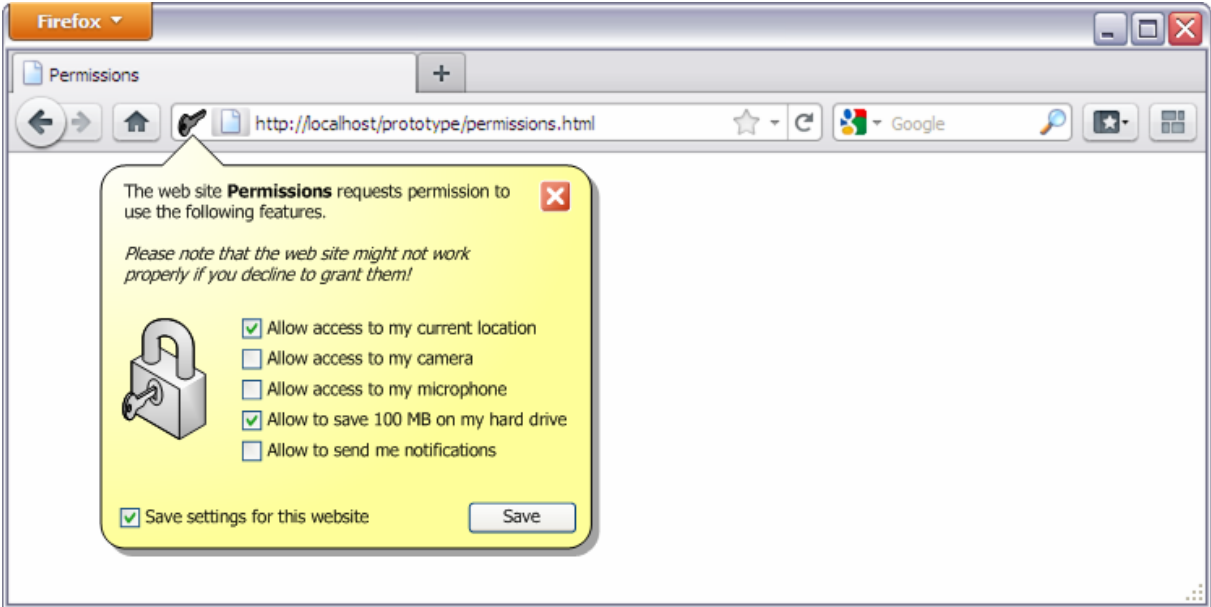 Firefox
Permissions
http://localhost/prototype/permissions.html
Google
The web site Permissions requests permission to
use the following features.
Please note that the web site might not work
properly if you decline to grant them!
Allow access to my current location
Allow access to my camera
Allow access to my microphone
Allow to save 100 MB on my hard drive
Allow to send me notifications
Save settings for this website
Save